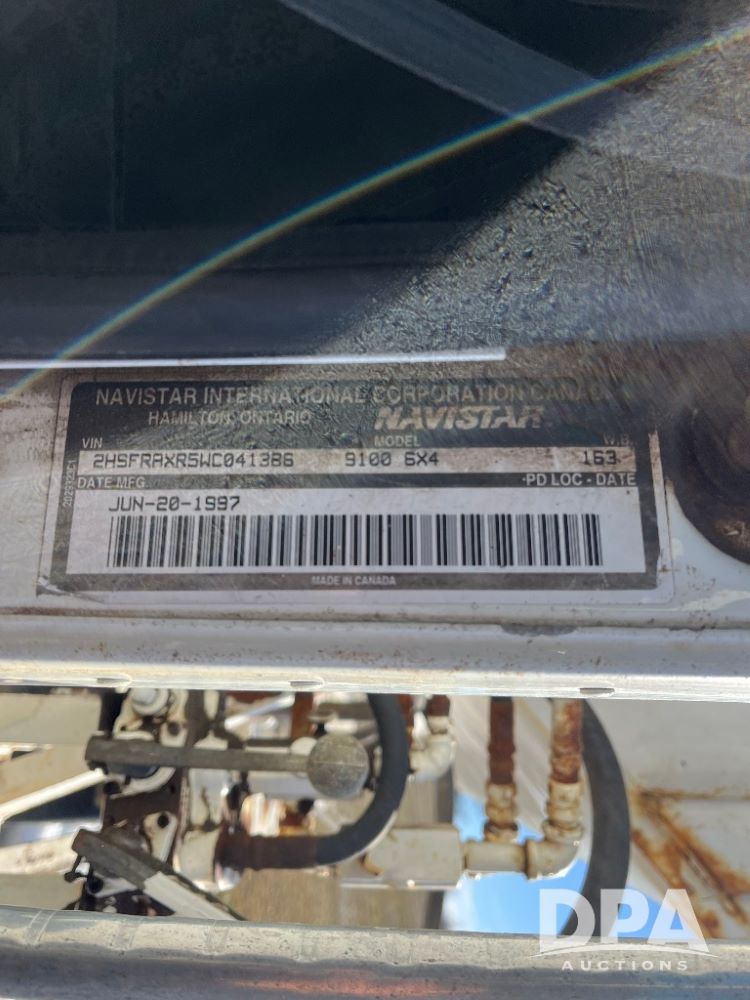 NAVISTAR INTERNATIONAL CORPORATION CANADA
HAMILTON, ONTARIO NAVISTAR
VIN MODEL W.B.
2HSFRAXR5WC041386 9100 6X4 163
DATE MFG PD LOC - DATE
JUN-20-1997
MADE IN CANADA
DPA
AUCTIONS